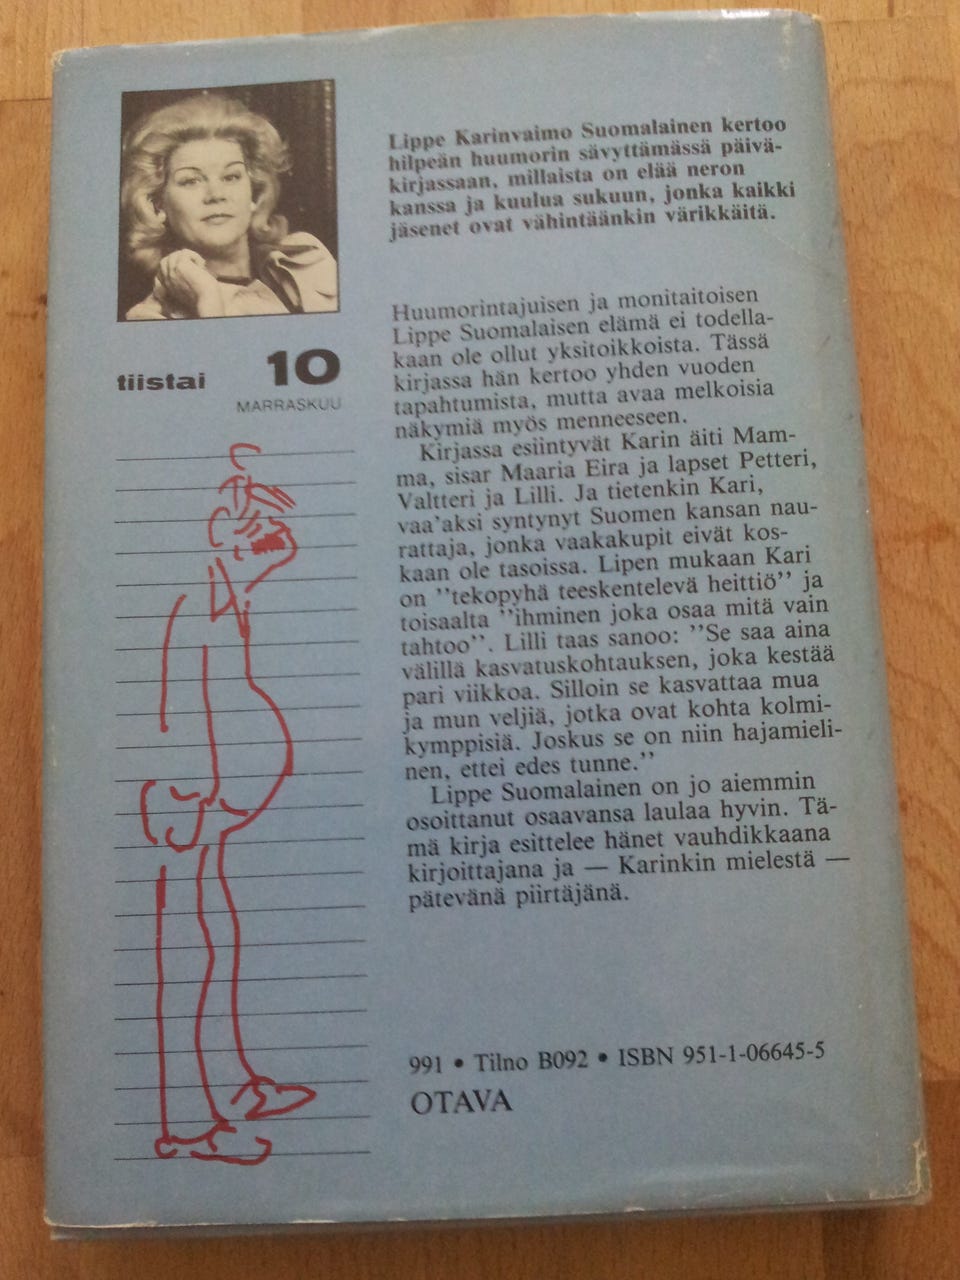 Lippe Karinvaimo Suomalainen kertoo
hilpeän huumorin sävyttämässä päivä-
kirjassaan, millaista on elää neron
kanssa ja kuulua sukuun, jonka kaikki
jäsenet ovat vähintäänkin värikkäitä.
tiistai 10
MARRASKUU
Huumorintajuisen ja monitaitoisen
Lippe Suomalaisen elämä ei todella-
kaan ole ollut yksitoikkoista. Tässä
kirjassa hän kertoo yhden vuoden
tapahtumista, mutta avaa melkoisia
näkymiä myös menneeseen.
Kirjassa esiintyvät Karin äiti Mam-
ma, sisar Maaria Eira ja lapset Petteri,
Valtteri ja Lilli. Ja tietenkin Kari,
vaa'aksi syntynyt Suomen kansan nau-
rattaja, jonka vaakakupit eivät kos-
kaan ole tasoissa. Lipen mukaan Kari
on ''tekopyhä teeskentelevä heittiö'' ja
toisaalta ''ihminen joka osaa mitä vain
tahtoo''. Lilli taas sanoo: ''Se saa aina
välillä kasvatuskohtauksen, joka kestää
pari viikkoa. Silloin se kasvattaa mua
ja mun veljiä, jotka ovat kohta kolmi-
kymppisiä. Joskus se on niin hajamieli-
nen, ettei edes tunne.''
Lippe Suomalainen on jo aiemmin
osoittanut osaavansa laulaa hyvin. Tä-
mä kirja esittelee hänet vauhdikkaana
kirjoittajana ja — Karinkin mielestä —
pätevänä piirtäjänä.
991 • Tilno B092 • ISBN 951-1-06645-5
OTAVA